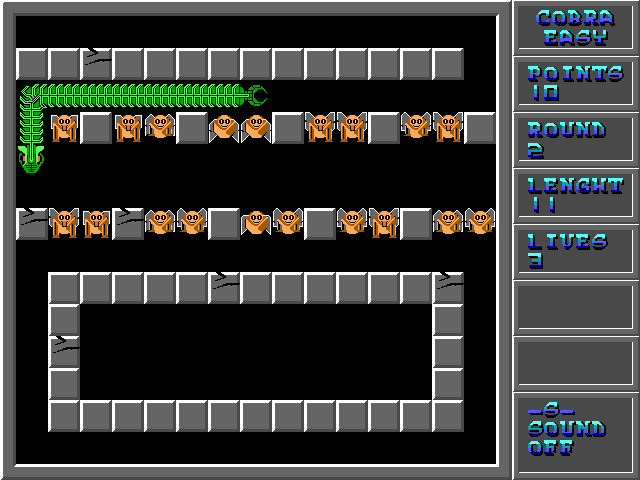 COBRA
EASY
POINTS
10
ROUND
2
LENGHT
11
LIVES
3
-S-
SOUND
OFF